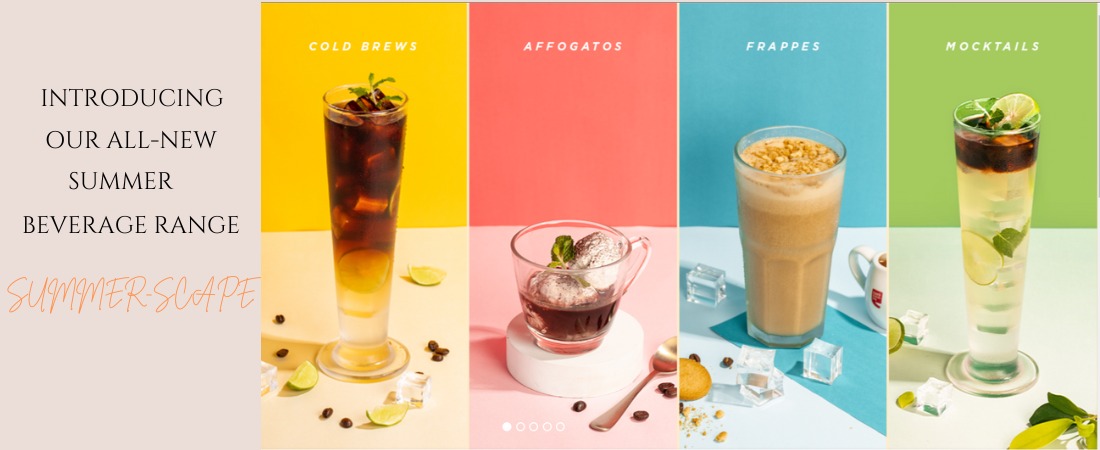 INTRODUCING
OUR ALL-NEW
SUMMER
BEVERAGE RANGE
SUMMER-SCAPE
COLD BREWS
AFFOGATOS
FRAPPES
MOCKTAILS